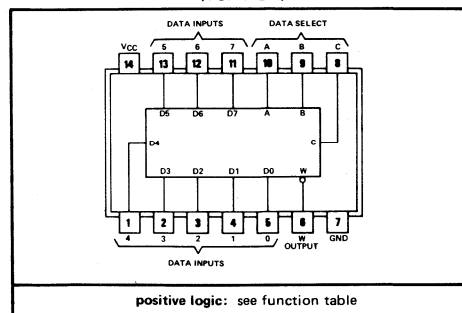 DATA INPUTS DATA SELECT
VCC 5 6 7 A B C
14 13 12 11 10 9 8
D5 D6 D7 A B
D4 C
D3 D2 D1 D0 W
1 2 3 4 5 6 7
4 3 2 1 0 W GND
OUTPUT
DATA INPUTS
positive logic: see function table